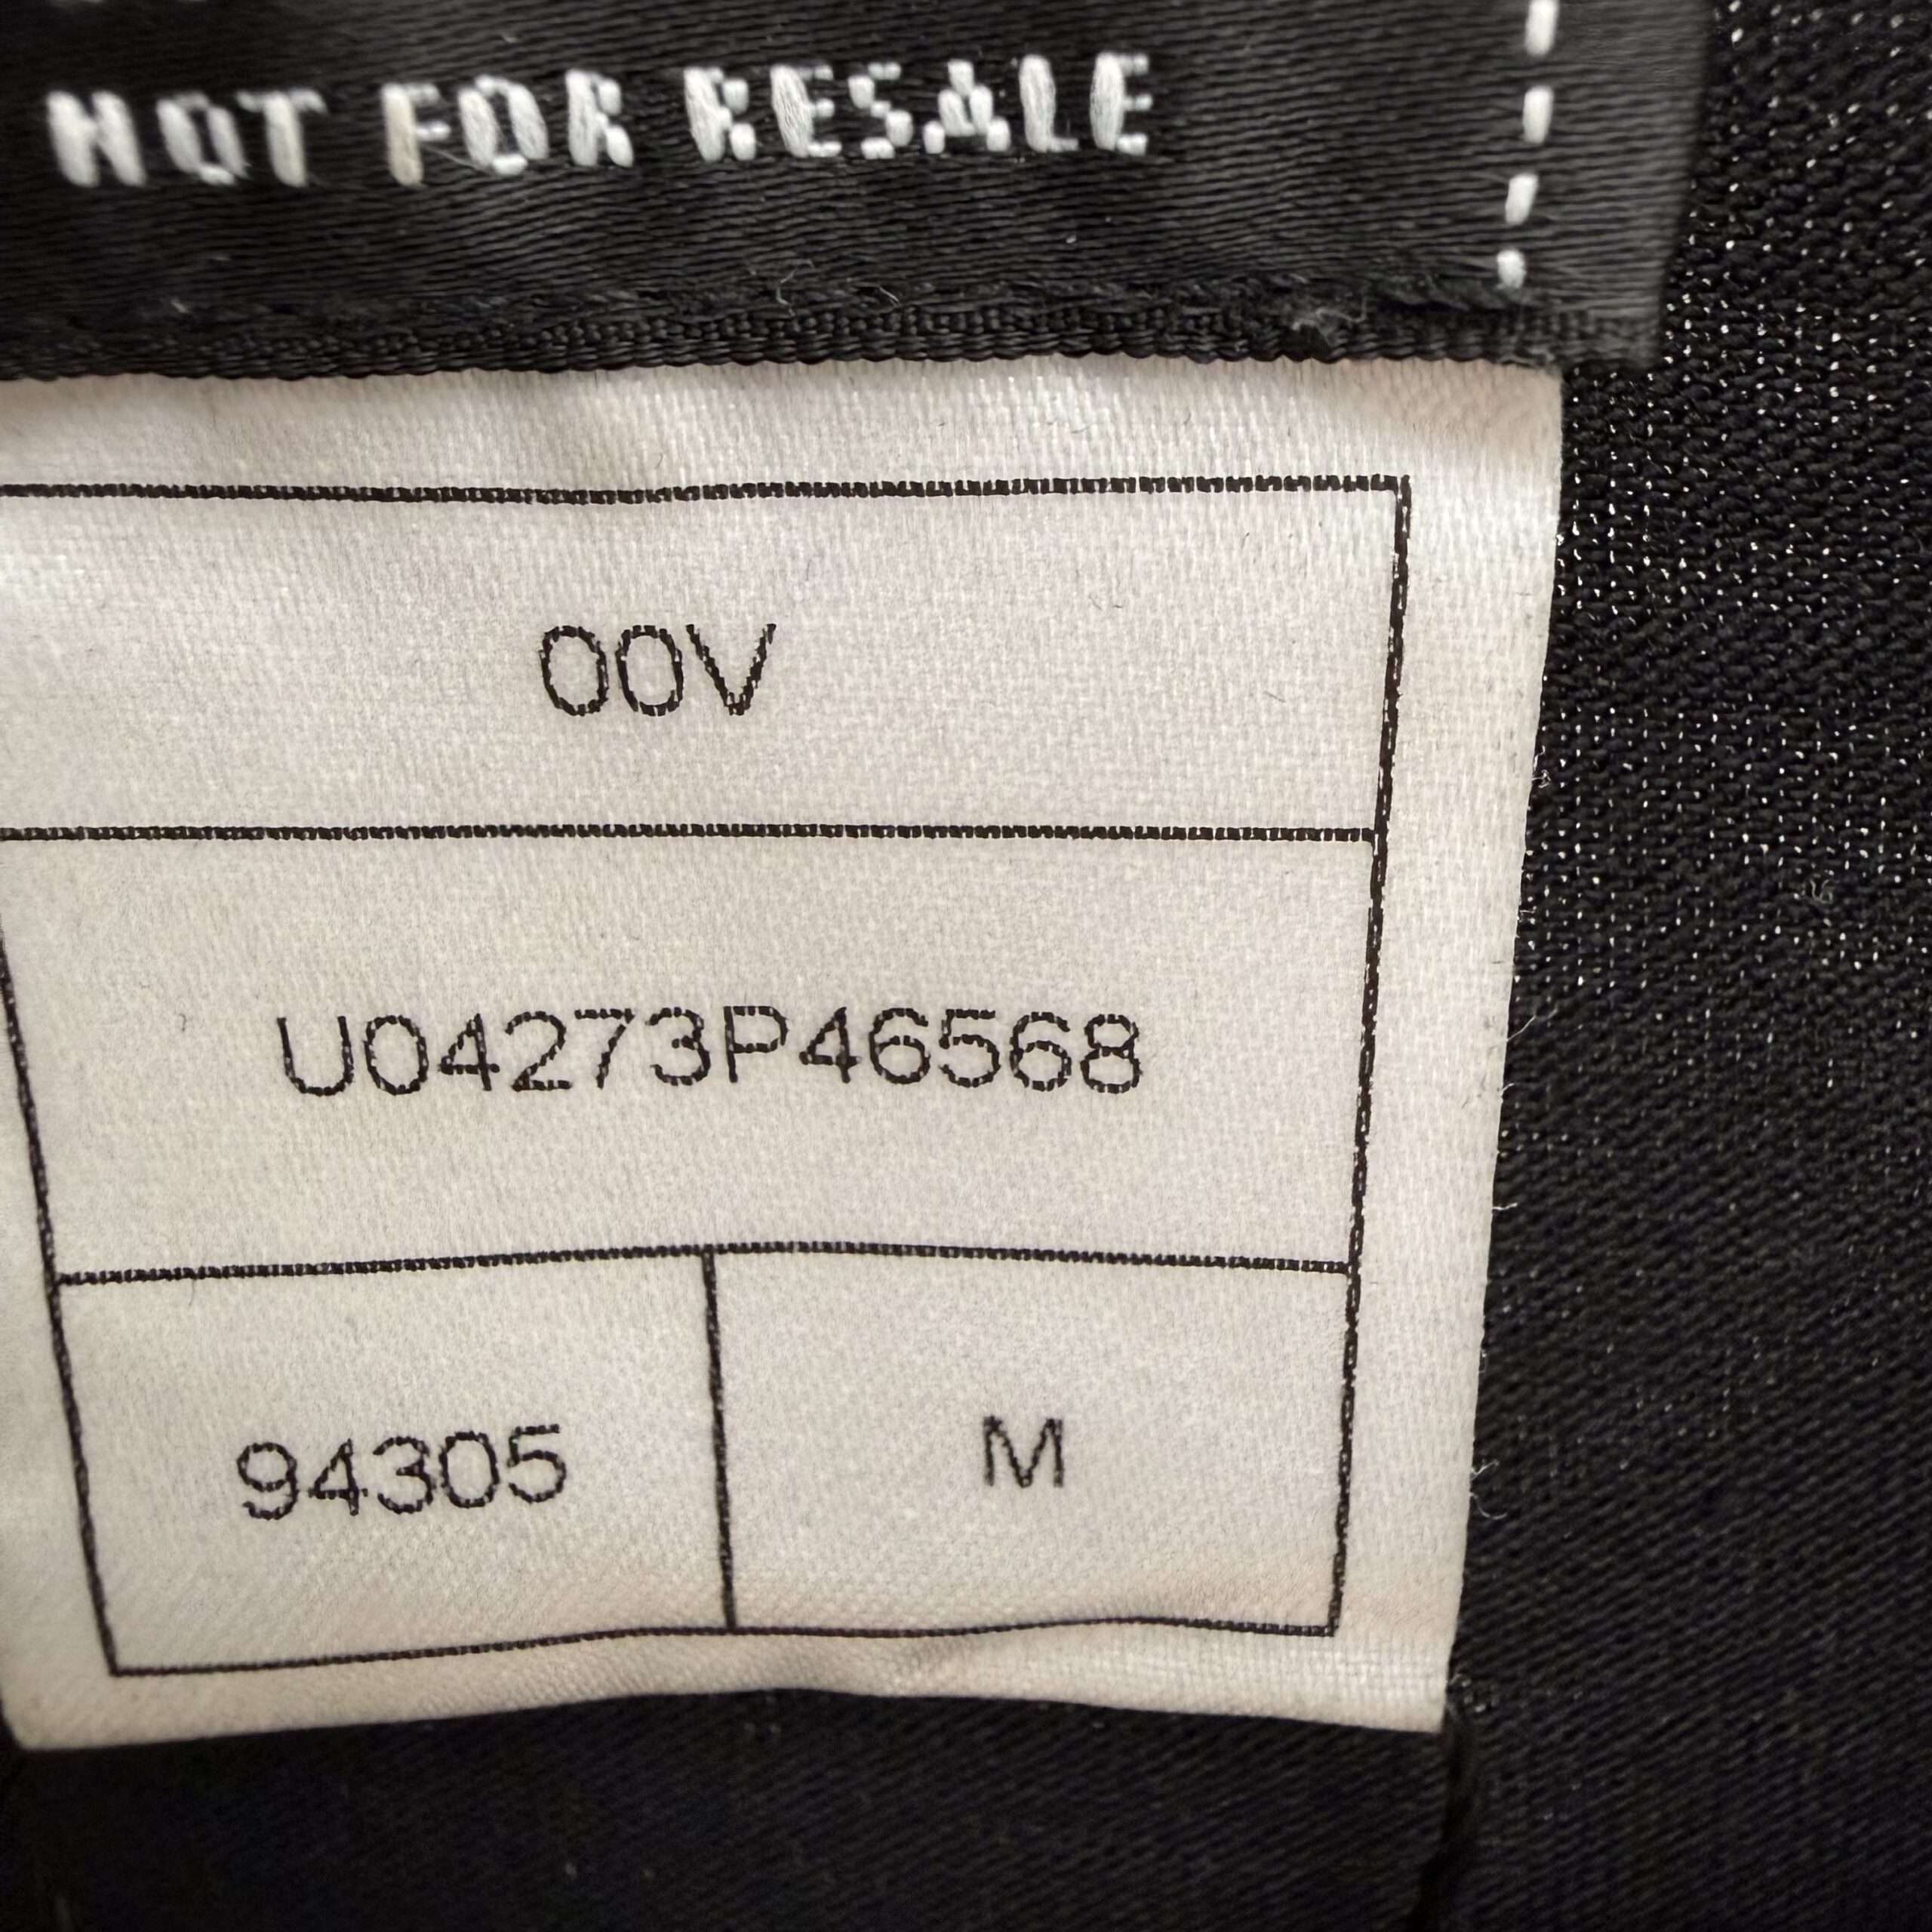 NOT FOR RESALE
00V
U04273P46568
94305 M